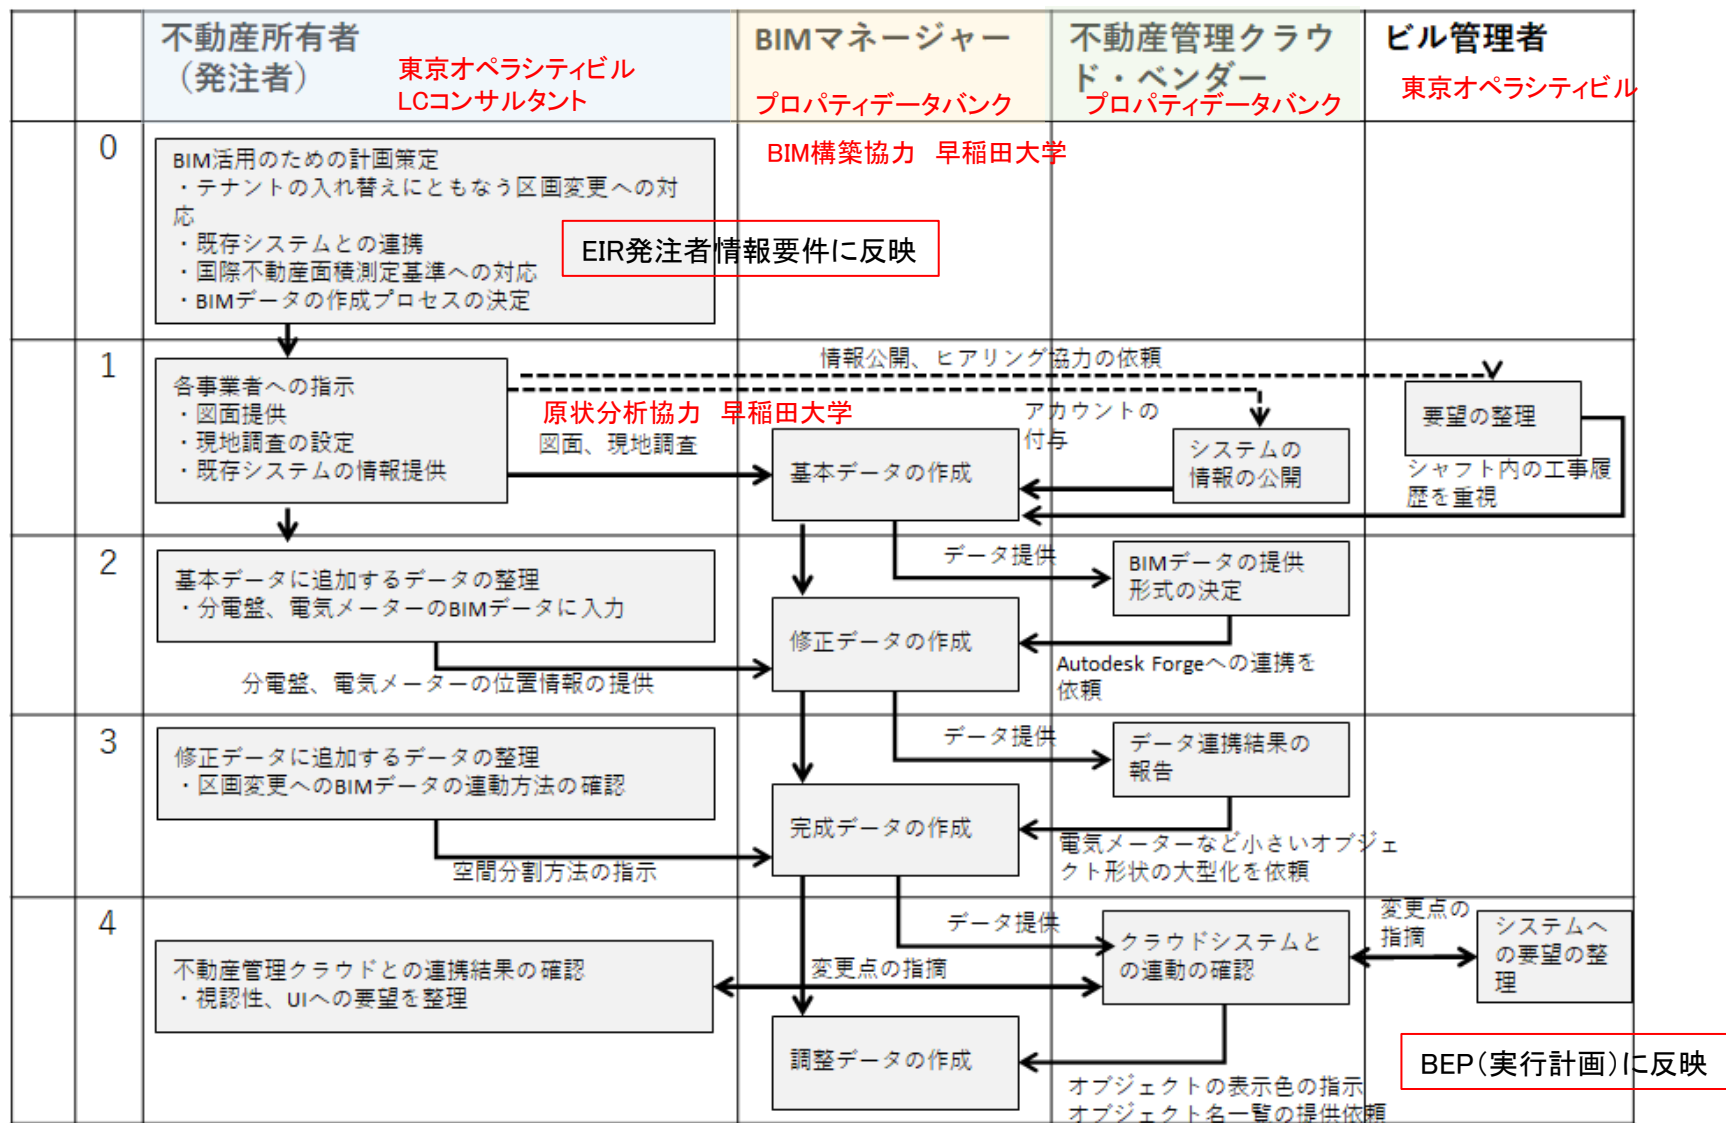 不動産所有者
（発注者）
東京オペラシティビル
LCコンサルタント
BIMマネージャー
プロパティデータバンク
不動産管理クラウ
ド・ベンダー
プロパティデータバンク
ビル管理者
東京オペラシティビル
0
BIM活用のための計画策定
・テナントの入れ替えにともなう区画変更への対
応
・既存システムとの連携
・国際不動産面積測定基準への対応
・BIMデータの作成プロセスの決定
EIR発注者情報要件に反映
BIM構築協力　早稲田大学
1
各事業者への指示
・図面提供
・現地調査の設定
・既存システムの情報提供
情報公開、ヒアリング協力の依頼
原状分析協力　早稲田大学
図面、現地調査
アカウントの
付与
基本データの作成
システムの
情報の公開
要望の整理
シャフト内の工事履
歴を重視
2
基本データに追加するデータの整理
・分電盤、電気メーターのBIMデータに入力
分電盤、電気メーターの位置情報の提供
データ提供
修正データの作成
BIMデータの提供
形式の決定
Autodesk Forgeへの連携を
依頼
3
修正データに追加するデータの整理
・区画変更へのBIMデータの連動方法の確認
空間分割方法の指示
データ提供
完成データの作成
データ連携結果の
報告
電気メーターなど小さいオブジェ
クト形状の大型化を依頼
4
不動産管理クラウドとの連携結果の確認
・視認性、UIへの要望を整理
データ提供
変更点の指摘
調整データの作成
クラウドシステムと
の連動の確認
変更点の
指摘
システムへ
の要望の整
理
オブジェクトの表示色の指示
オブジェクト名一覧の提供依頼
BEP（実行計画）に反映